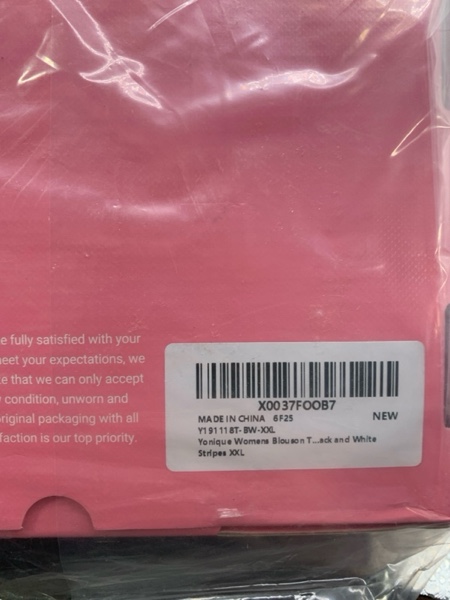 e fully satisfied with your
eet your expectations, we
e that we can only accept
condition, unworn and
original packaging with all
faction is our top priority.
X0037FOOB7
MADE IN CHINA 6F25
NEW
Y191118T-BW-XXL
Yonique Womens Blouson T...ack and White
Stripes XXL